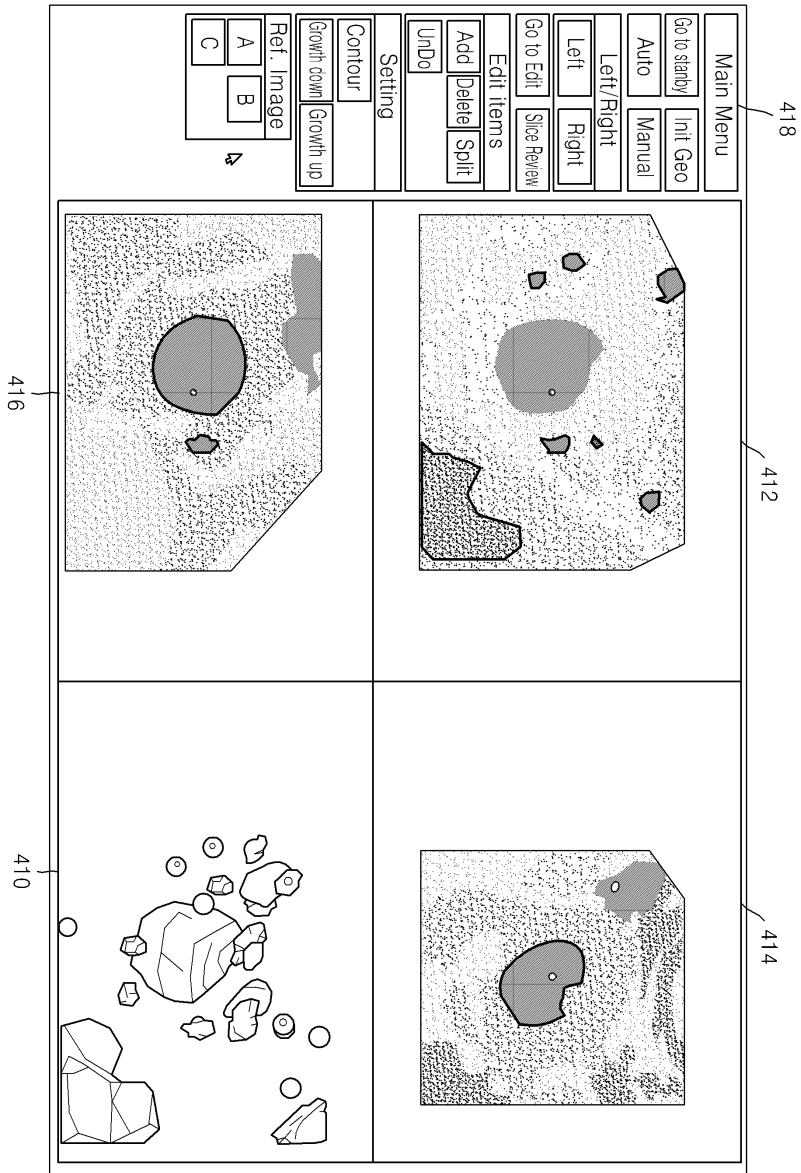 418
Main Menu
Go to stanby
Init Geo
Auto
Manual
Left/Right
Left
Right
Go to Edit
Slice Review
Edit items
Add
Delete
Split
UnDo
Setting
Contour
Growth down
Growth up
Ref. Image
A
B
C
412
414
416
410